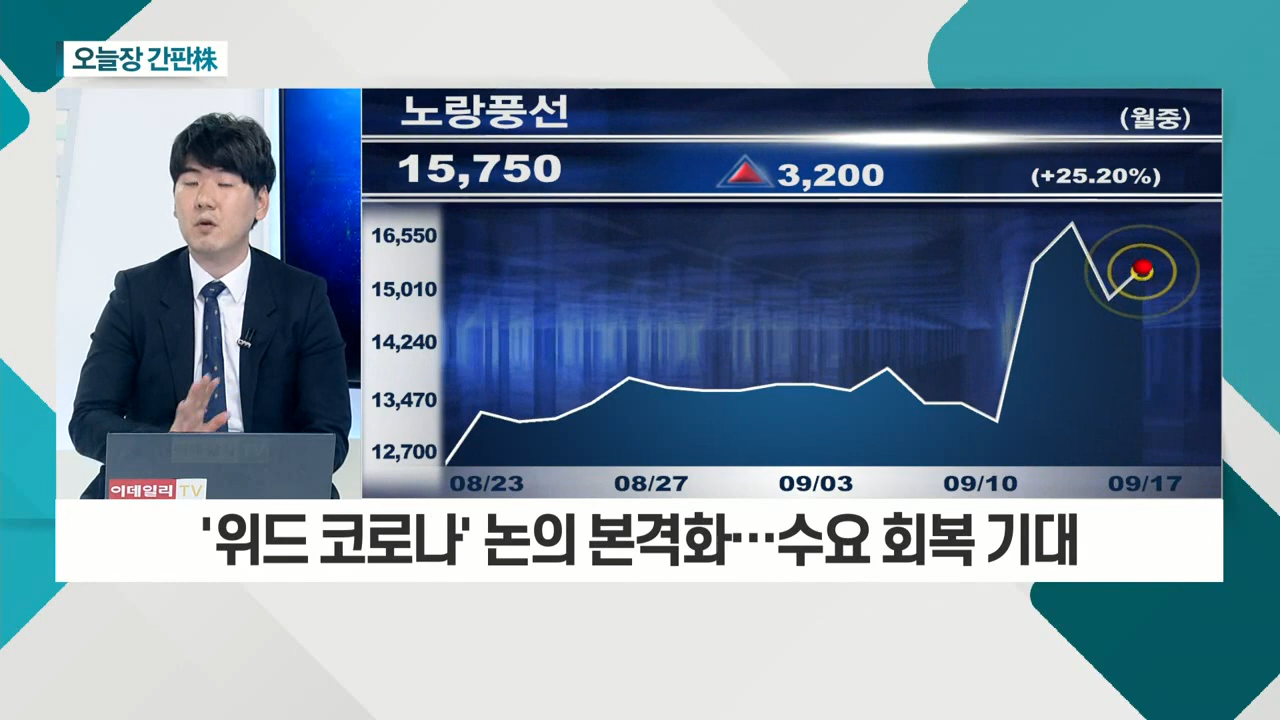 오늘장 간판株
노랑풍선
(월중)
15,750 ▲ 3,200 (+25.20%)
16,550
15,010
14,240
13,470
12,700
08/23 08/27 09/03 09/10 09/17
이데일리 TV
'위드 코로나' 논의 본격화…수요 회복 기대